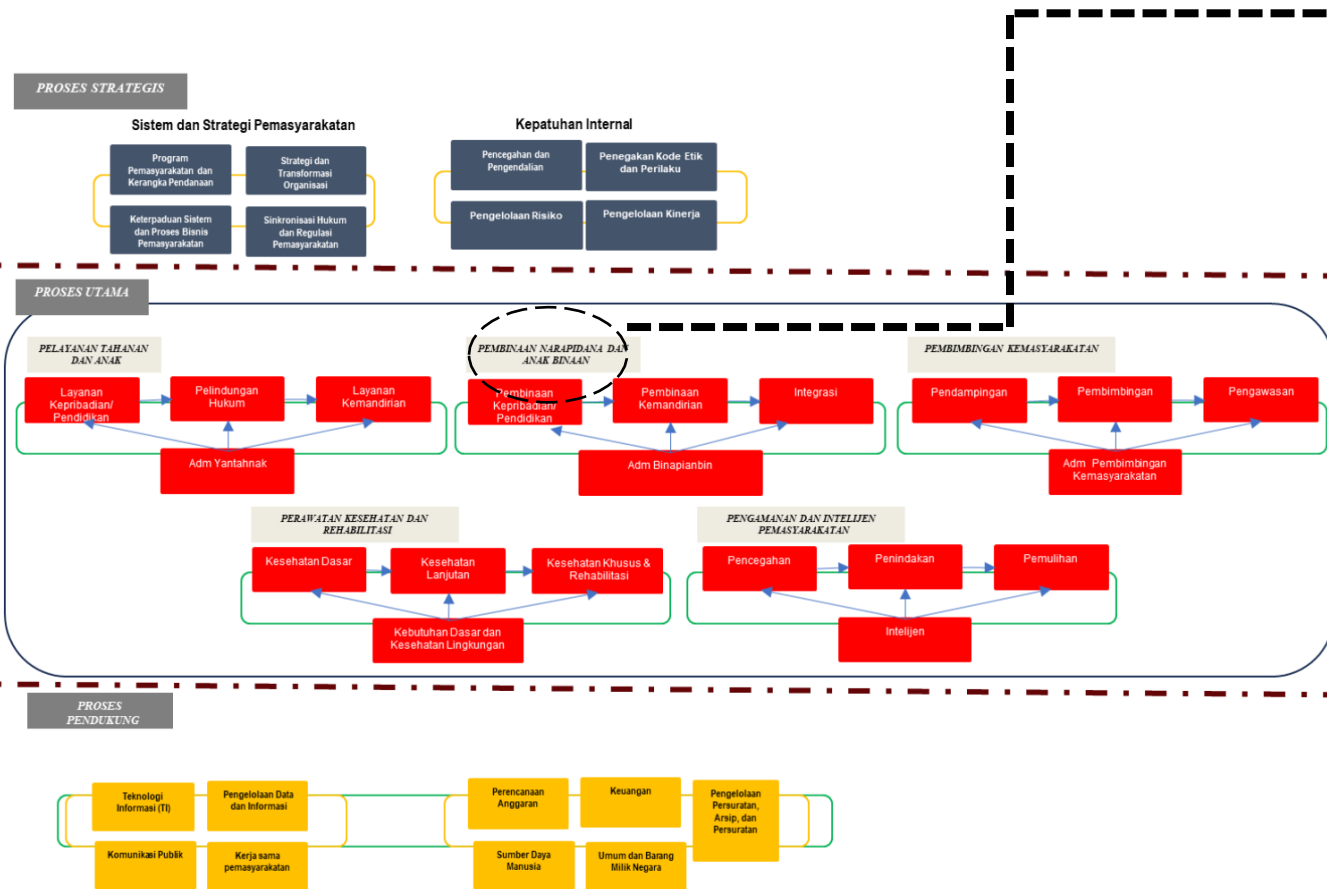 PROSES STRATEGIS
Sistem dan Strategi Pemasyarakatan
Program
Pemasyarakatan dan
Kerangka Pendanaan
Strategi dan
Transformasi
Organisasi
Keterpaduan Sistem
dan Proses Bisnis
Pemasyarakatan
Sinkronisasi Hukum
dan Regulasi
Pemasyarakatan
Kepatuhan Internal
Pencegahan dan
Pengendalian
Penegakan Kode Etik
dan Perilaku
Pengelolaan Risiko
Pengelolaan Kinerja
PROSES UTAMA
PELAYANAN TAHANAN
DAN ANAK
Layanan
Kepribadian/
Pendidikan
Pelindungan
Hukum
Layanan
Kemandirian
Adm Yantahnak
PEMBINAAN NARAPIDANA DAN
ANAK BINAAN
Pembinaan
Kepribadian/
Pendidikan
Pembinaan
Kemandirian
Integrasi
Adm Binapianbin
PEMBIMBINGAN KEMASYARAKATAN
Pendampingan
Pembimbingan
Pengawasan
Adm Pembimbingan
Kemasyarakatan
PERAWATAN KESEHATAN DAN
REHABILITASI
Kesehatan Dasar
Kesehatan
Lanjutan
Kesehatan Khusus &
Rehabilitasi
Kebutuhan Dasar dan
Kesehatan Lingkungan
PENGAMANAN DAN INTELIJEN
PEMASYARAKATAN
Pencegahan
Penindakan
Pemulihan
Intelijen
PROSES
PENDUKUNG
Teknologi
Informasi (TI)
Pengelolaan Data
dan Informasi
Komunikasi Publik
Kerja sama
pemasyarakatan
Perencanaan
Anggaran
Keuangan
Pengelolaan
Persuratan,
Arsip, dan
Persuratan
Sumber Daya
Manusia
Umum dan Barang
Milik Negara